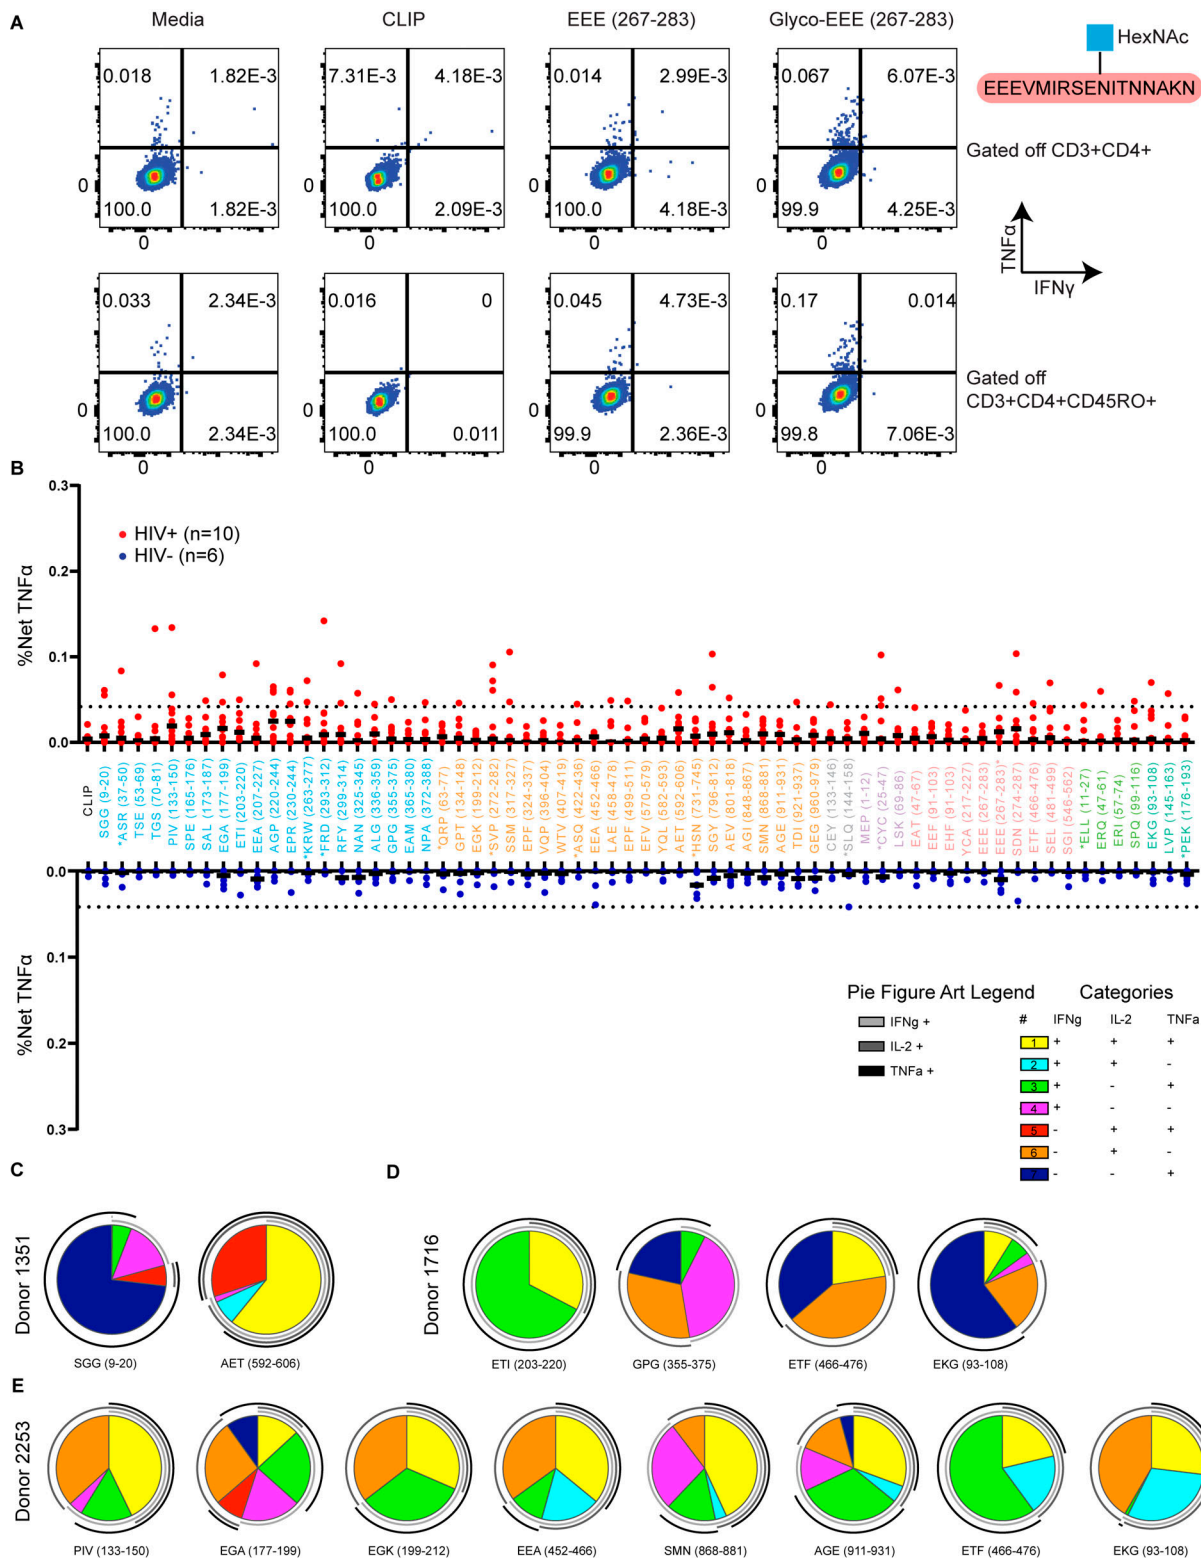 A
Media
CLIP
EEE (267-283)
Glyco-EEE (267-283)
0.018
1.82E-3
7.31E-3
4.18E-3
0.014
2.99E-3
0.067
6.07E-3
0
0
0
0
100.0
1.82E-3
100.0
2.09E-3
100.0
4.18E-3
99.9
4.25E-3
0
0
0
0
HexNAc
EEEVMIRSENITNNAKN
Gated off CD3+CD4+
TNFα
IFNγ
0.033
2.34E-3
0.016
0
0.045
4.73E-3
0.17
0.014
0
0
0
0
100.0
2.34E-3
100.0
0.011
99.9
2.36E-3
99.8
7.06E-3
0
0
0
0
Gated off
CD3+CD4+CD45RO+
B
%Net TNFα
0.3
0.2
0.1
0.0
HIV+ (n=10)
HIV- (n=6)
CLIP
SGG (9-20)
*ASR (37-50)
TSE (53-69)
TGS (70-81)
PIV (133-150)
SPE (165-176)
SAL (173-187)
EGA (177-199)
ETI (203-220)
EEA (207-227)
AGP (220-244)
EPR (230-244)
*KRW (263-277)
*FRD (293-312)
RFY (299-314)
NAN (325-345)
ALG (336-359)
GPG (355-375)
EAM (365-380)
NPA (372-388)
*QRP (63-77)
GPT (134-148)
EGK (199-212)
*SVP (272-282)
SSM (317-327)
EPF (324-337)
VQP (396-404)
WTV (407-419)
*ASQ (422-436)
EEA (452-466)
LAE (458-478)
EPF (499-511)
EFV (570-579)
YQL (582-593)
AET (592-606)
*HSN (731-745)
SGY (796-812)
AEV (801-818)
AGI (848-867)
SMN (868-881)
AGE (911-931)
TDI (921-937)
GEG (960-979)
CEY (133-146)
*SLQ (144-158)
MEP (1-12)
*CYC (25-47)
LSK (69-86)
EAT (47-67)
EEF (91-103)
EHF (91-103)
YCA (217-227)
EEE (267-283)
EEE (267-283)*
SDN (274-287)
ETF (466-476)
SEL (481-499)
SGI (546-562)
*ELL (11-27)
ERQ (47-61)
ERI (57-74)
SPQ (99-116)
EKG (93-108)
LVP (145-163)
*PEK (176-193)
%Net TNFα
0.0
0.1
0.2
0.3
Pie Figure Art Legend
IFNg +
IL-2 +
TNFa +
Categories
# IFNg IL-2 TNFa
1 + + +
2 + + -
3 + - +
4 + - -
5 - + +
6 - + -
7 - - +
C
Donor 1351
SGG (9-20)
AET (592-606)
D
Donor 1716
ETI (203-220)
GPG (355-375)
ETF (466-476)
EKG (93-108)
E
Donor 2253
PIV (133-150)
EGA (177-199)
EGK (199-212)
EEA (452-466)
SMN (868-881)
AGE (911-931)
ETF (466-476)
EKG (93-108)